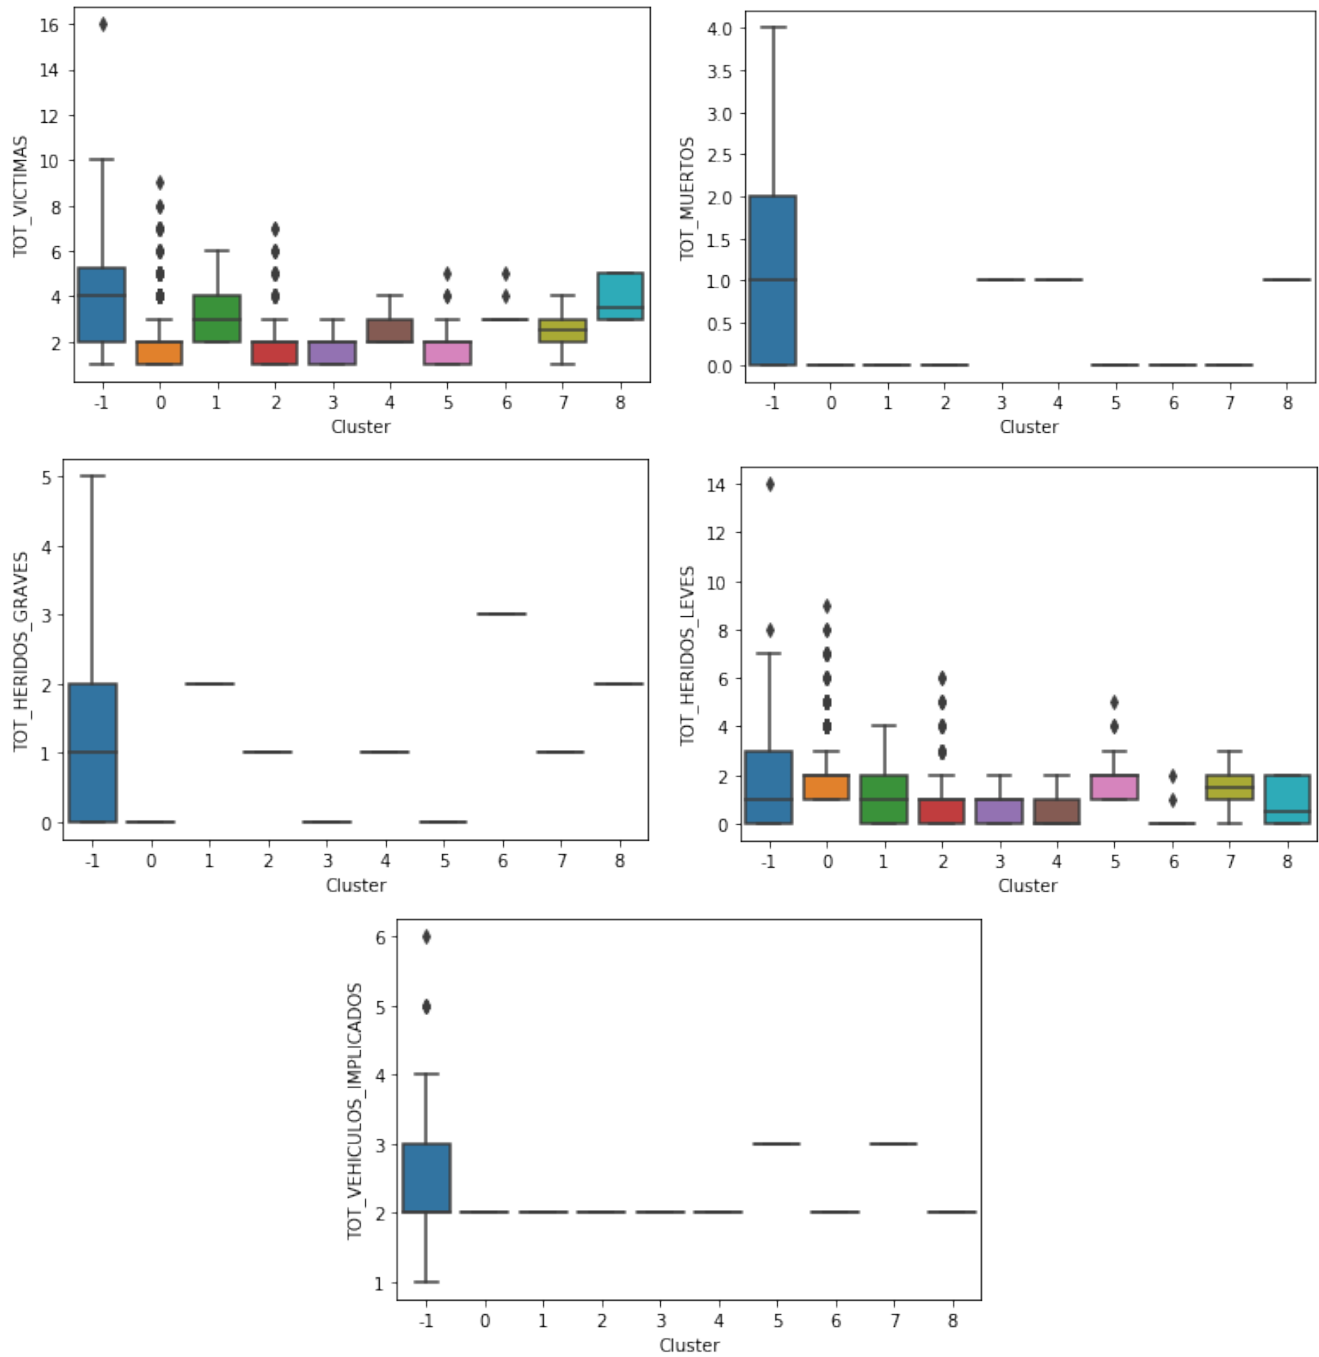 TOT_VICTIMAS
16
14
12
10
8
6
4
2
-1 0 1 2 3 4 5 6 7 8
Cluster
TOT_MUERTOS
4.0
3.5
3.0
2.5
2.0
1.5
1.0
0.5
0.0
-1 0 1 2 3 4 5 6 7 8
Cluster
TOT_HERIDOS_GRAVES
5
4
3
2
1
0
-1 0 1 2 3 4 5 6 7 8
Cluster
TOT_HERIDOS_LEVES
14
12
10
8
6
4
2
0
-1 0 1 2 3 4 5 6 7 8
Cluster
TOT_VEHICULOS_IMPLICADOS
6
5
4
3
2
1
-1 0 1 2 3 4 5 6 7 8
Cluster